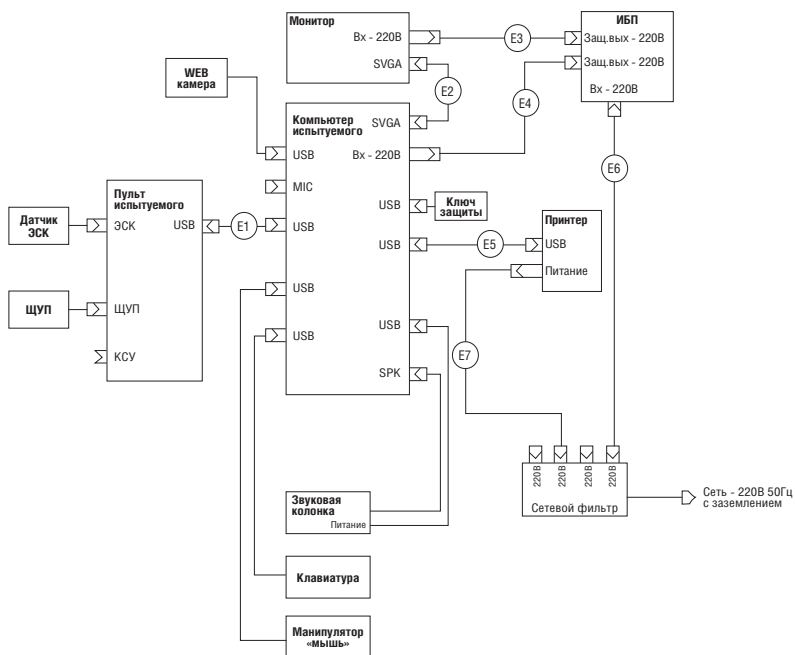 Монитор
Вх - 220В
SVGA
E2
E3
ИБП
Защ.вых - 220В
Защ.вых - 220В
Вх - 220В
E4
E6
WEB
камера
Компьютер
испытуемого
SVGA
USB
Вх - 220В
MIC
USB
USB
USB
USB
USB
USB
SPK
Ключ
защиты
Принтер
USB
Питание
E5
E7
Пульт
испытуемого
ЭСК
USB
ЩУП
КСУ
E1
Датчик
ЭСК
ЩУП
220В
220В
220В
220В
Сетевой фильтр
Сеть - 220В 50Гц
с заземлением
Звуковая
колонка
Питание
Клавиатура
Манипулятор
«мышь»